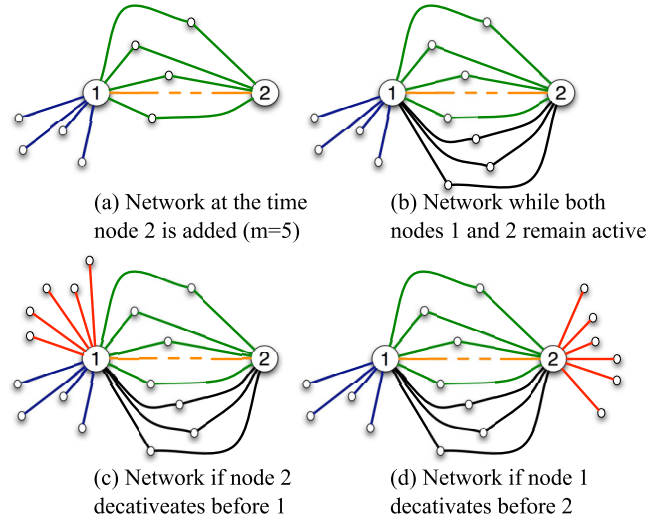 1 2
1 2
(a) Network at the time
node 2 is added (m=5)
(b) Network while both
nodes 1 and 2 remain active
1 2
1 2
(c) Network if node 2
decativeates before 1
(d) Network if node 1
decativates before 2